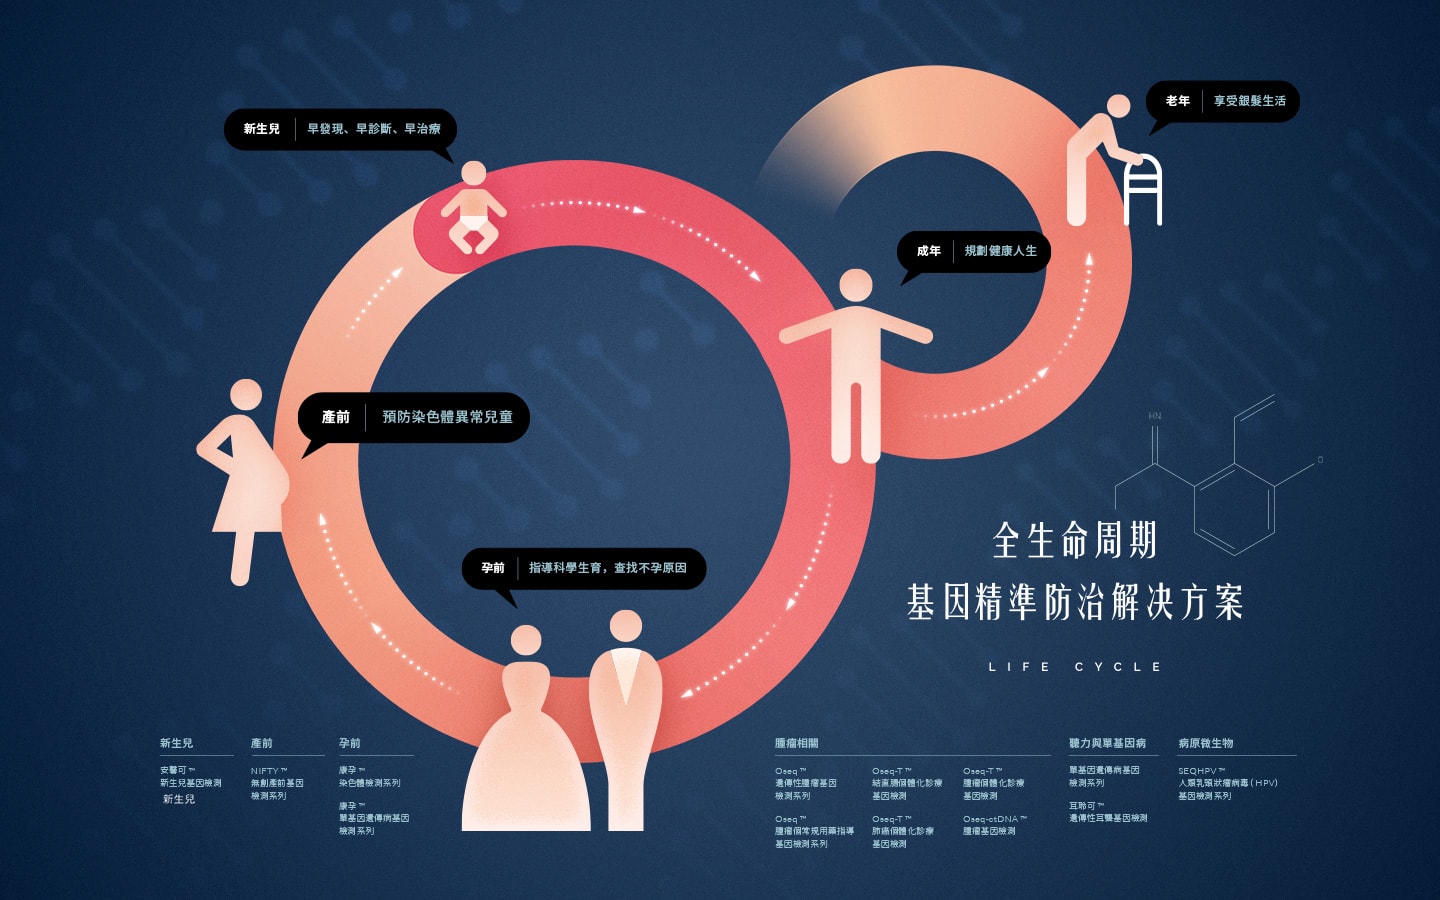 新生兒 早發現、早診斷、早治療
老年 享受銀髮生活
成年 規劃健康人生
產前 預防染色體異常兒童
孕前 指導科學生育，查找不孕原因
HN
O
全生命周期
基因精準防治解決方案
LIFE CYCLE
新生兒
安馨可™
新生兒基因檢測
新生兒
產前
NIFTY™
無創產前基因
檢測系列
孕前
康孕™
染色體檢測系列
康孕™
單基因遺傳病基因
檢測系列
腫瘤相關
Oseq™
遺傳性腫瘤基因
檢測系列
Oseq™
腫瘤個常規用藥指導
基因檢測系列
Oseq-T™
結直腸個體化診療
基因檢測
Oseq-T™
肺癌個體化診療
基因檢測
Oseq-T™
腫瘤個體化診療
基因檢測
Oseq-ctDNA™
腫瘤基因檢測
聽力與單基因病
單基因遺傳病基因
檢測系列
耳聆可™
遺傳性耳聾基因檢測
病原微生物
SEQHPV™
人類乳頭狀瘤病毒(HPV)
基因檢測系列